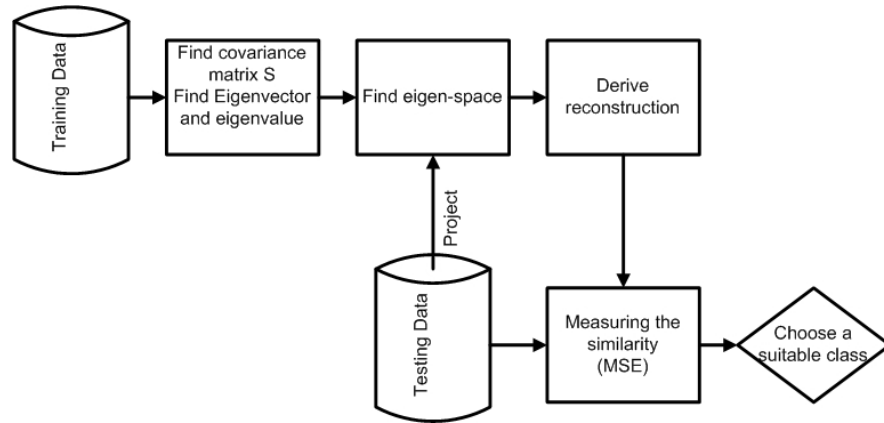 Training Data
Find covariance
matrix S
Find Eigenvector
and eigenvalue
Find eigen-space
Derive
reconstruction
Project
Testing Data
Measuring the
similarity
(MSE)
Choose a
suitable class